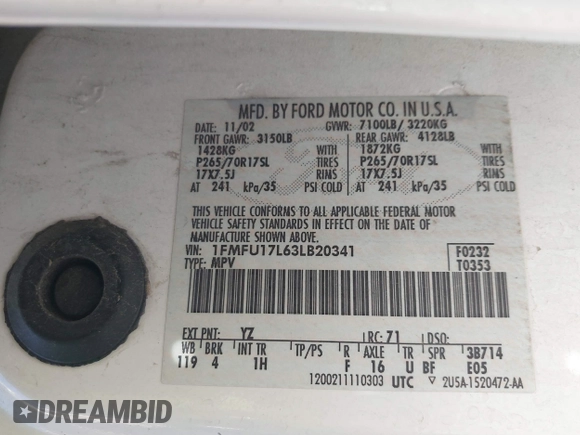 MFD. BY FORD MOTOR CO. IN U.S.A.
DATE: 11/02 GVWR: 7100LB/ 3220KG
FRONT GAWR: 3150LB REAR GAWR: 4128LB
1428KG WITH 1872KG WITH
P265/70R17SL TIRES P265/70R17SL TIRES
17X7.5J RIMS 17X7.5J RIMS
AT 241 kPa/35 PSI COLD AT 241 kPa/35 PSI COLD
THIS VEHICLE CONFORMS TO ALL APPLICABLE FEDERAL MOTOR
VEHICLE SAFETY STANDARDS IN EFFECT ON THE DATE OF
MANUFACTURE SHOWN ABOVE.
VIN: 1FMFU17L63LB20341 F0232
TYPE: MPV T0353
EXT PNT: YZ RC: 71 DSO:
WB BRK INT TR TP/PS R AXLE TR SPR 3B714
119 4 1H F 16 U BF E05
1200211110303 UTC 2U5A-1520472-AA
DREAMBID DREAMBID